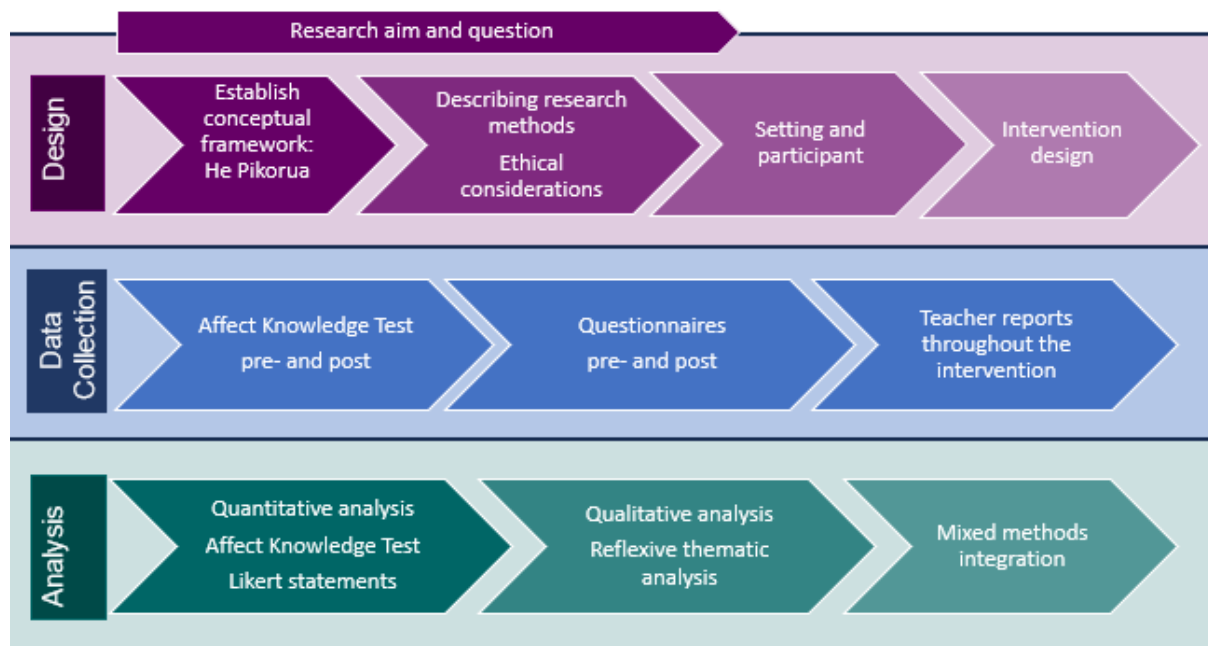 Research aim and question
Design
Establish
conceptual
framework:
He Pikorua
Describing research
methods
Ethical
considerations
Setting and
participant
Intervention
design
Data
Collection
Affect Knowledge Test
pre- and post
Questionnaires
pre- and post
Teacher reports
throughout the
intervention
Analysis
Quantitative analysis
Affect Knowledge Test
Likert statements
Qualitative analysis
Reflexive thematic
analysis
Mixed methods
integration